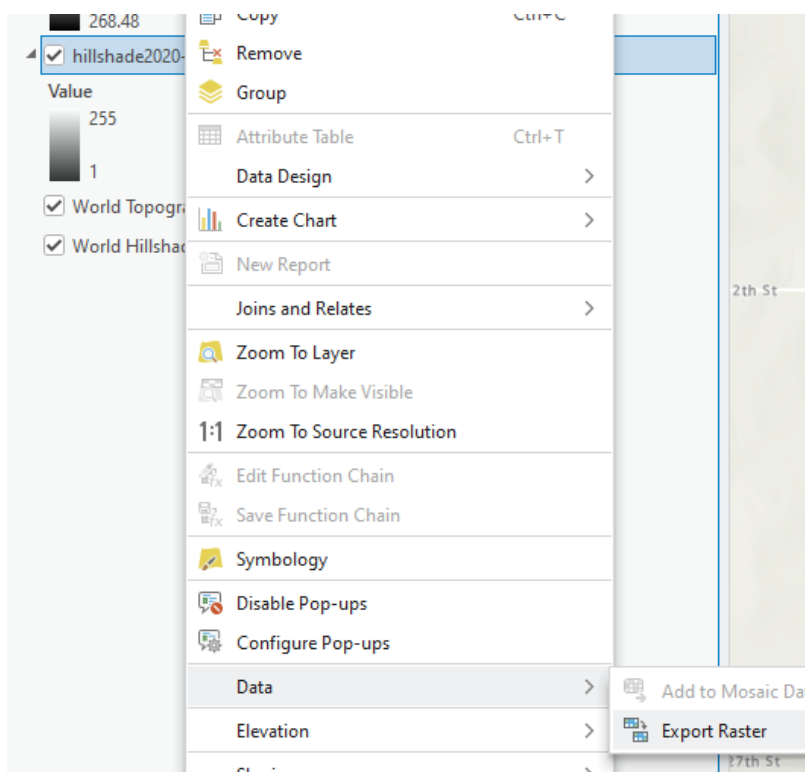 268.48
Copy Ctrl+C
hillshade2020-
Remove
Value
Group
255
Attribute Table Ctrl+T
1
Data Design
World Topogra
Create Chart
World Hillshad
New Report
2th St
Joins and Relates
Zoom To Layer
Zoom To Make Visible
1:1 Zoom To Source Resolution
Edit Function Chain
Save Function Chain
Symbology
Disable Pop-ups
Configure Pop-ups
Data
Add to Mosaic Da
Elevation
Export Raster
27th St